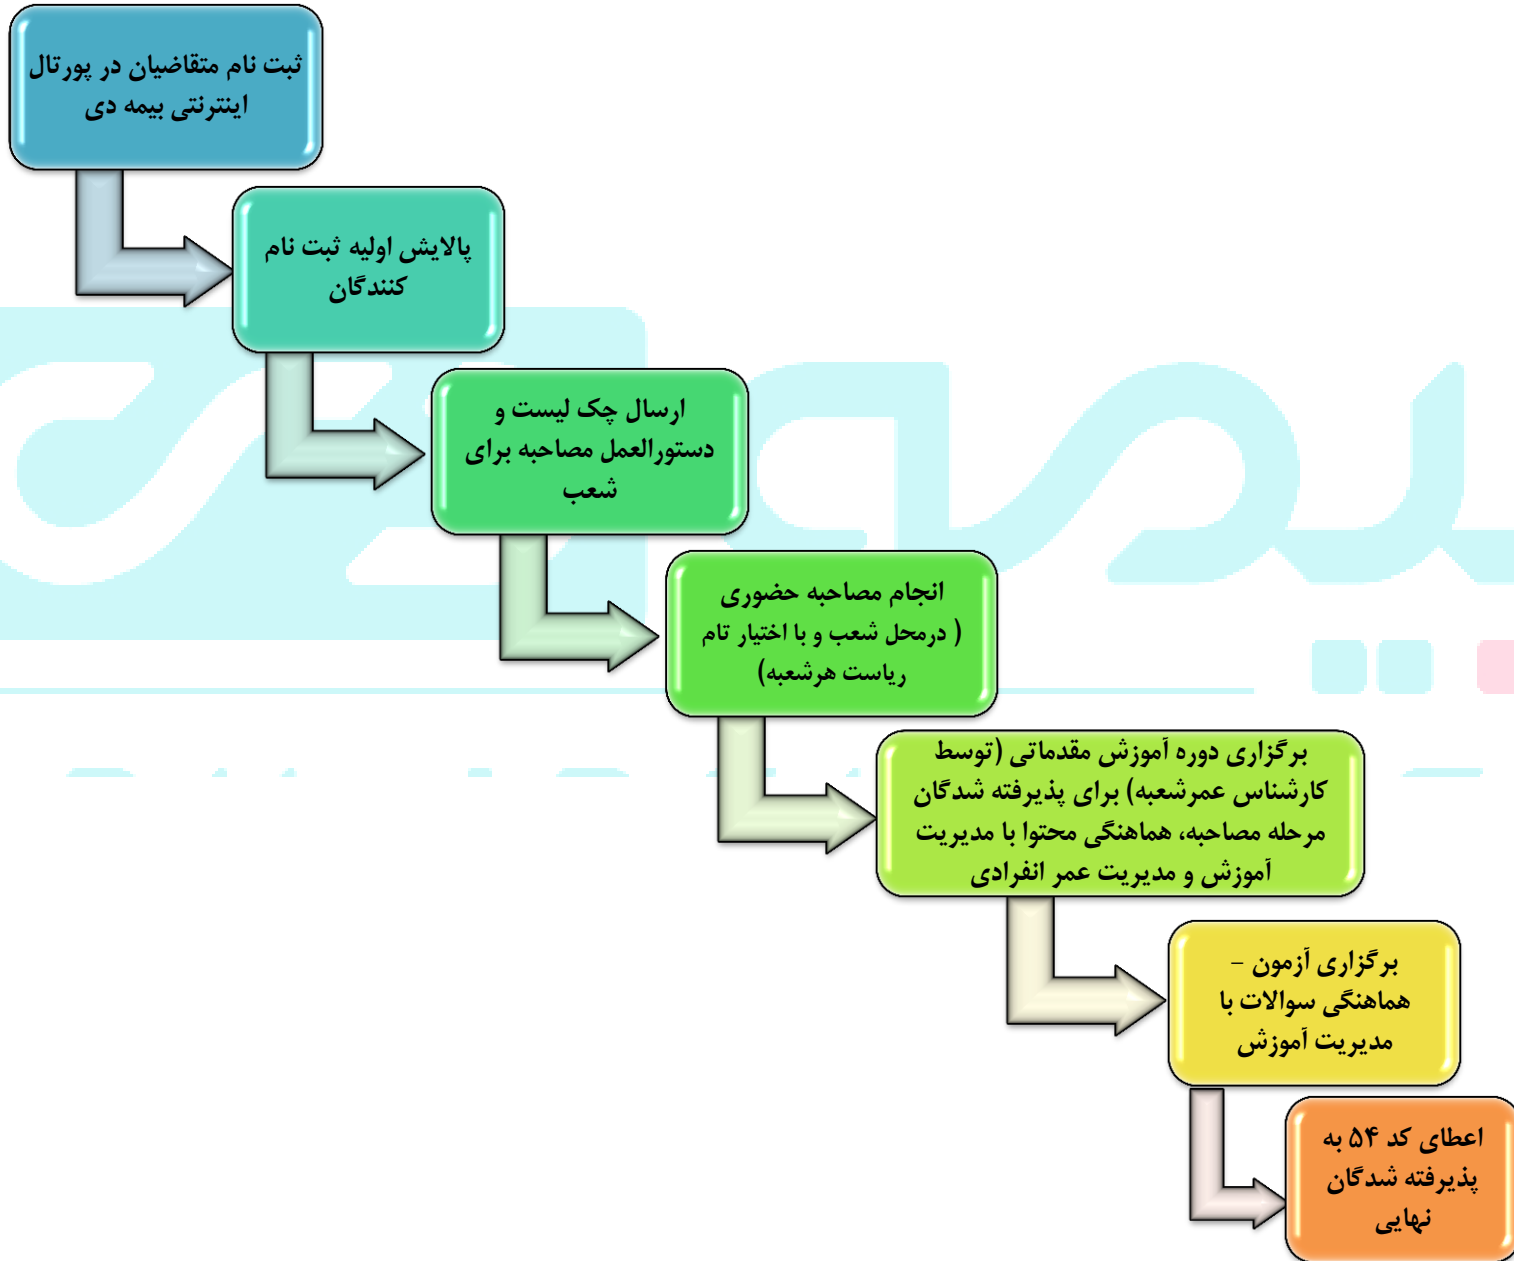 ثبت نام متقاضیان در پورتال
اینترنتی بیمه دی
پالایش اولیه ثبت نام
کنندگان
ارسال چک لیست و
دستورالعمل مصاحبه برای
شعب
انجام مصاحبه حضوری
( درمحل شعب و با اختیار تام
ریاست هرشعبه)
برگزاری دوره آموزش مقدماتی (توسط
کارشناس عمرشعبه) برای پذیرفته شدگان
مرحله مصاحبه، هماهنگی محتوا با مدیریت
آموزش و مدیریت عمر انفرادی
برگزاری آزمون –
هماهنگی سوالات با
مدیریت آموزش
اعطای کد ۵۴ به
پذیرفته شدگان
نهایی